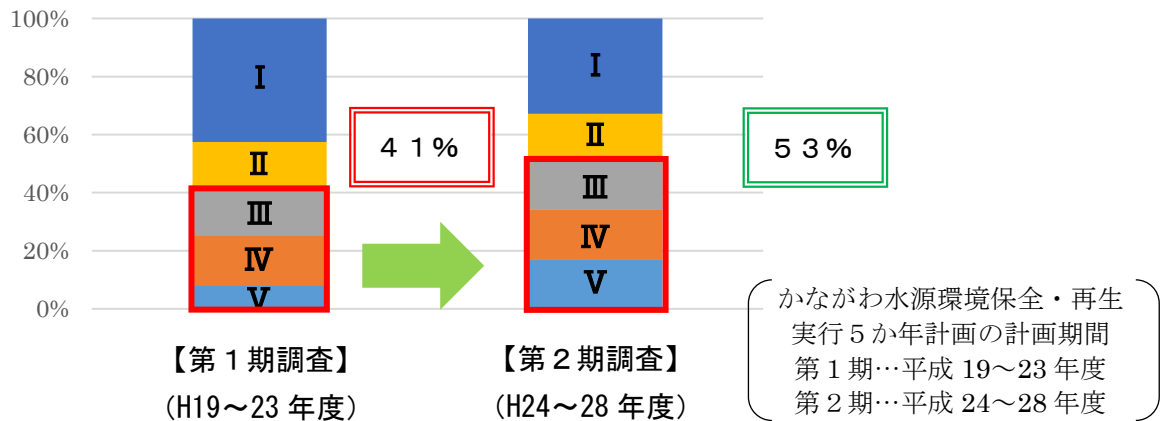 100%
80%
60%
40%
20%
0%
Ⅰ
Ⅱ
Ⅲ
Ⅳ
Ⅴ
４１％
Ⅰ
Ⅱ
Ⅲ
Ⅳ
Ⅴ
５３％
【第１期調査】
（H19～23 年度）
【第２期調査】
（H24～28 年度）
かながわ水源環境保全・再生
実行５か年計画の計画期間
第１期…平成 19～23 年度
第２期…平成 24～28 年度